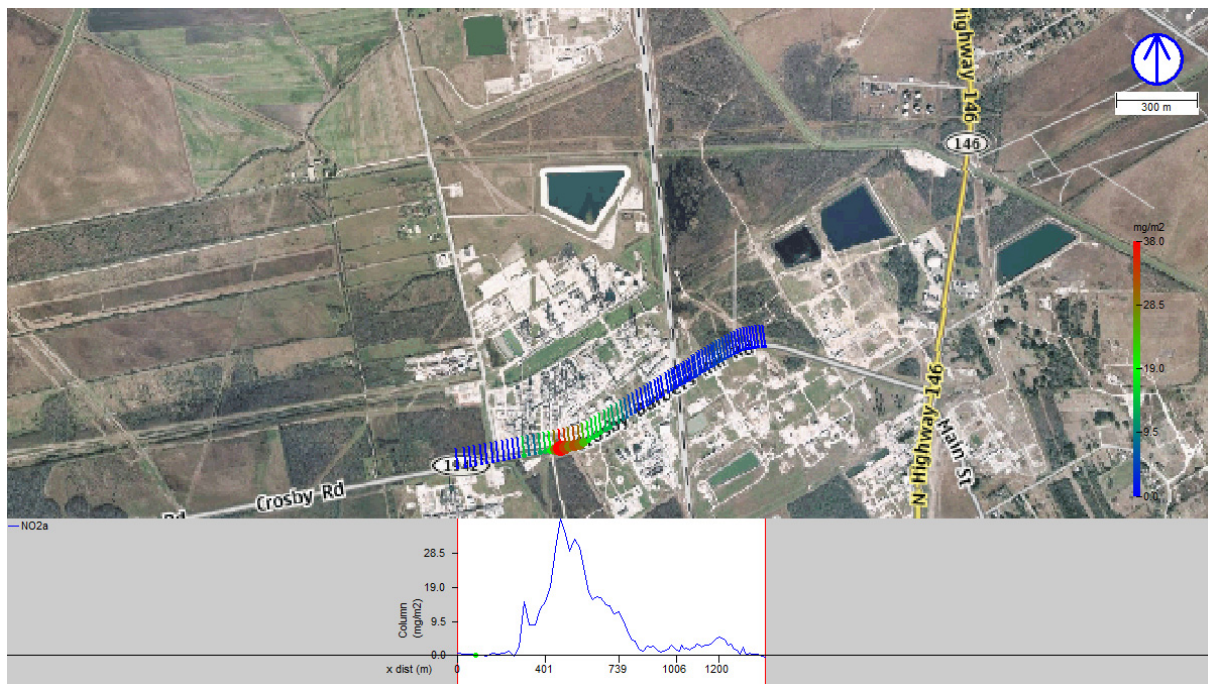 Highway 146
300 m
146
mg/m2
38.0
28.5
19.0
9.5
0.0
N Highway 146
Main St
1942
Crosby Rd
Rd
NO2a
28.5
19.0
9.5
0.0
Column
(mg/m2)
x dist (m)
0
401
739
1006
1200